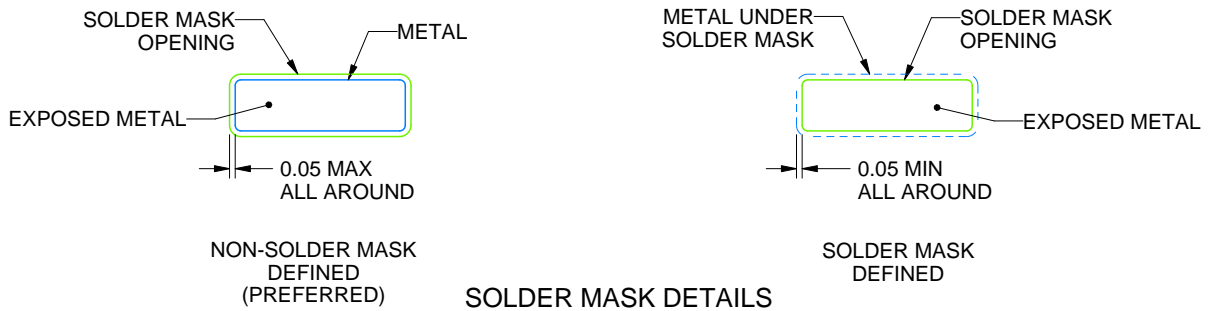 SOLDER MASK
OPENING
METAL
EXPOSED METAL
0.05 MAX
ALL AROUND
NON-SOLDER MASK
DEFINED
(PREFERRED)
METAL UNDER
SOLDER MASK
SOLDER MASK
OPENING
EXPOSED METAL
0.05 MIN
ALL AROUND
SOLDER MASK
DEFINED
SOLDER MASK DETAILS